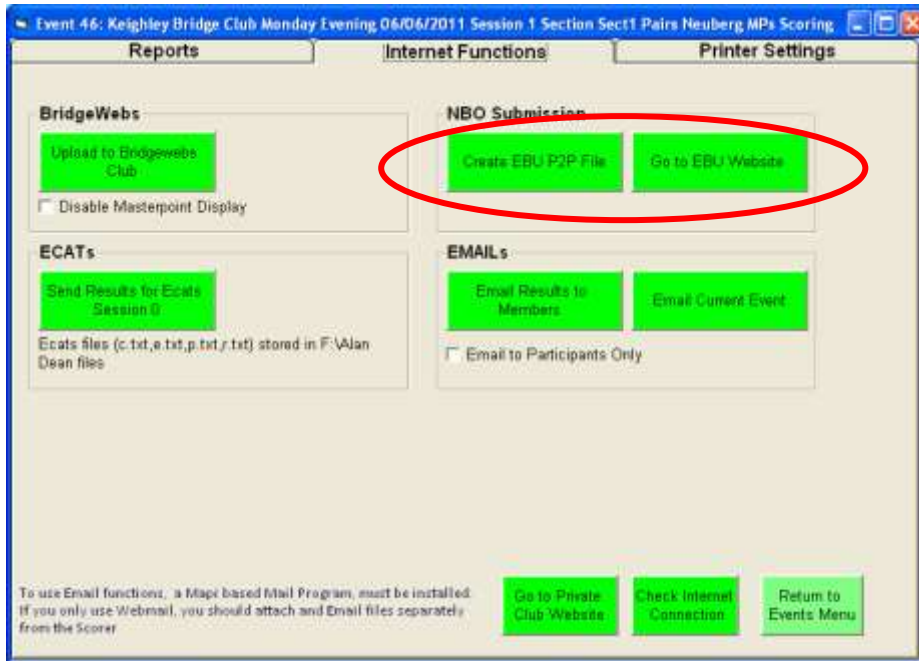 Event 46: Keighley Bridge Club Monday Evening 06/06/2011 Session 1 Section Sect1 Pairs Neuberg MPs Scoring
Reports
Internet Functions
Printer Settings
BridgeWebs
Upload to Bridgewebs
Club
Disable Masterpoint Display
NBO Submission
Create EBU P2P File
Go to EBU Website
ECATs
Send Results for Ecats
Session 0
Ecats files (c.txt,e.txt,p.txt,r.txt) stored in F:\Alan
Dean files
EMAILs
Email Results to
Members
Email Current Event
Email to Participants Only
To use Email functions, a Mapi based Mail Program, must be installed.
If you only use Webmail, you should attach and Email files separately
from the Scorer
Go to Private
Club Website
Check Internet
Connection
Return to
Events Menu